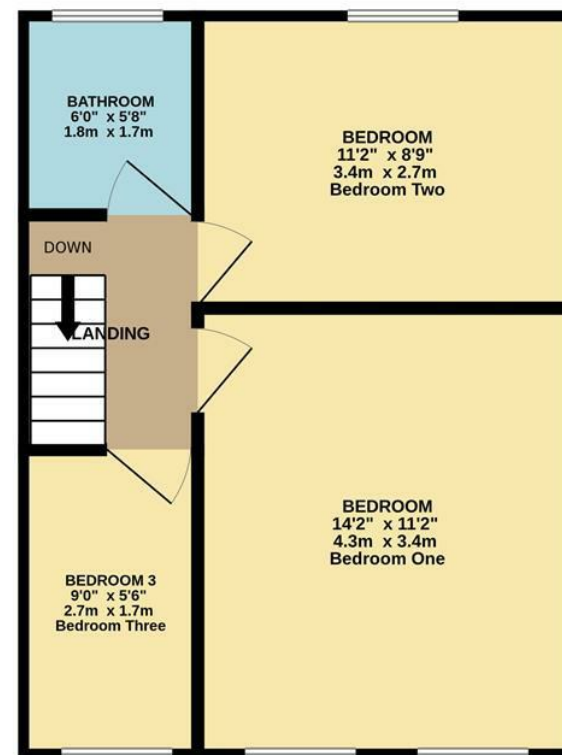 BATHROOM
6'0" x 5'8"
1.8m x 1.7m
BEDROOM
11'2" x 8'9"
3.4m x 2.7m
Bedroom Two
DOWN
LANDING
BEDROOM
14'2" x 11'2"
4.3m x 3.4m
Bedroom One
BEDROOM 3
9'0" x 5'6"
2.7m x 1.7m
Bedroom Three